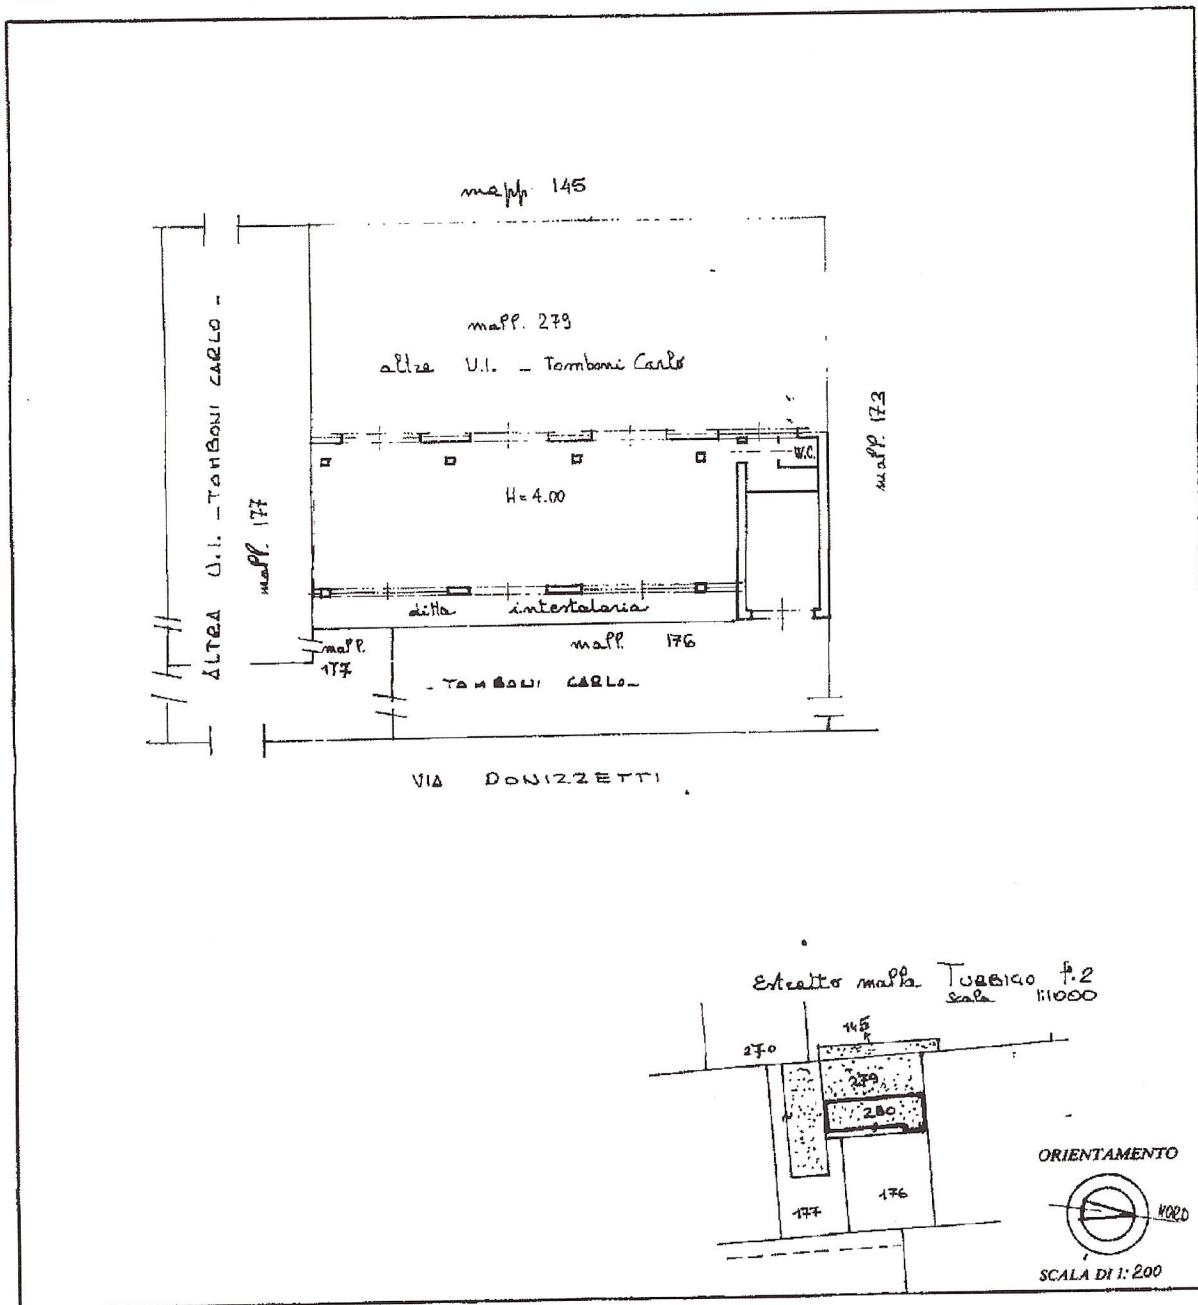 mapp. 145
mapp. 279
altre U.I. - Tomboni Carlo
ALTRA U.I. - TOMBONI CARLO -
mapp. 177
mapp. 173
W.C.
H = 4.00
ditta intestataria
mapp. 177
mapp. 176
- TOMBONI CARLO -
VIA DONIZZETTI
Estratto mappa TURBIGO f. 2
scala 1:1000
145
270
279
280
176
177
ORIENTAMENTO
NORD
SCALA DI 1: 200